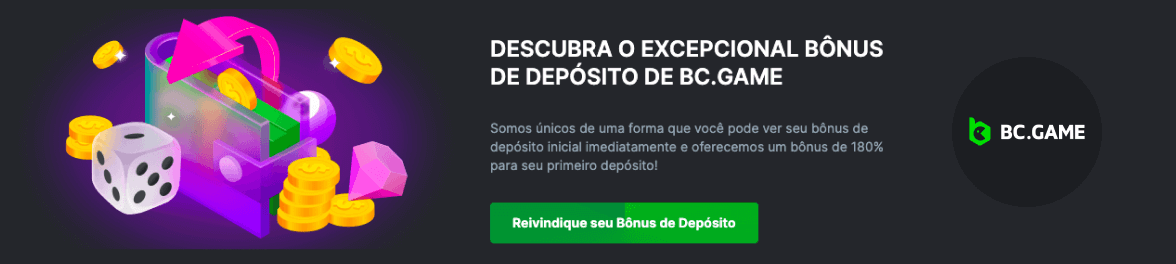 DESCUBRA O EXCEPCIONAL BÔNUS
DE DEPÓSITO DE BC.GAME
Somos únicos de uma forma que você pode ver seu bônus de
depósito inicial imediatamente e oferecemos um bônus de 180%
para seu primeiro depósito!
Reivindique seu Bônus de Depósito
BC.GAME